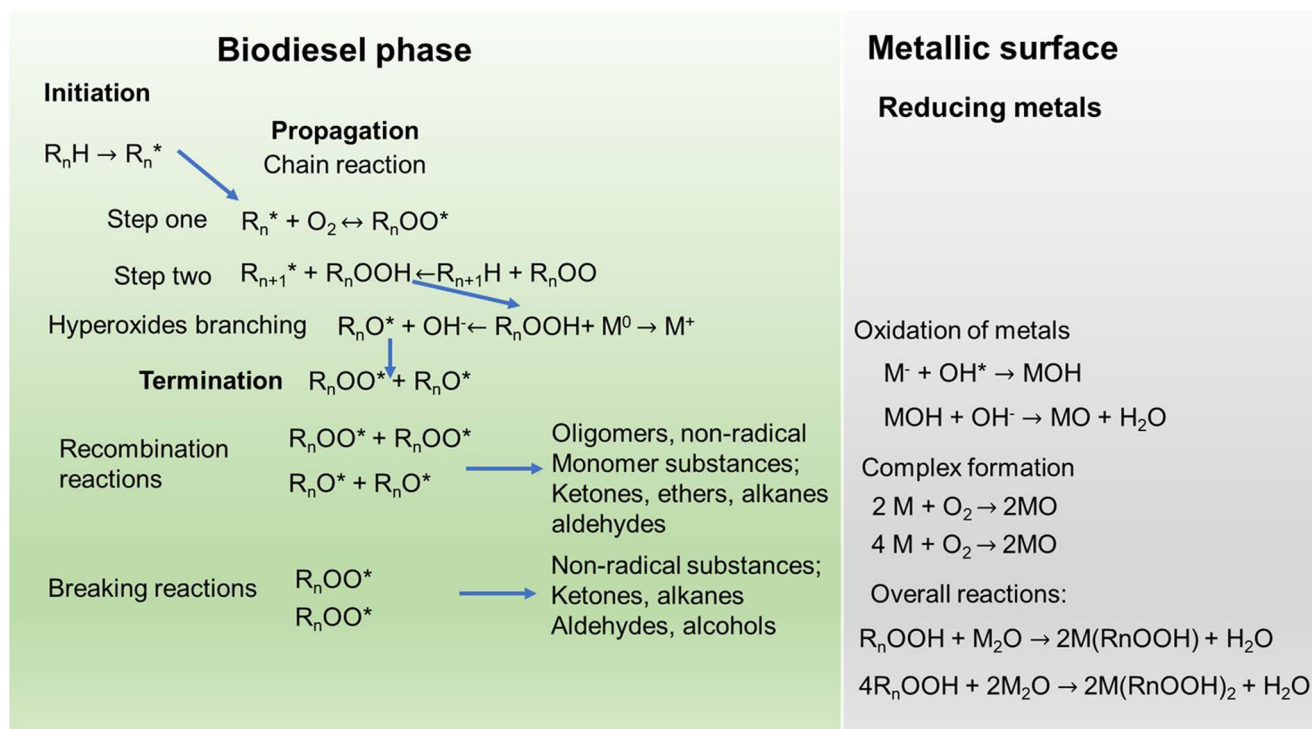 Biodiesel phase
Initiation
RₙH → Rₙ*
Propagation
Chain reaction
Step one Rₙ* + O₂ ↔ RₙOO*
Step two Rₙ₊₁* + RₙOOH ← Rₙ₊₁H + RₙOO
Hyperoxides branching RₙO* + OH⁻ ← RₙOOH + M⁰ → M⁺
Termination RₙOO* + RₙO*
Recombination
reactions
RₙOO* + RₙOO*
RₙO* + RₙO*
Oligomers, non-radical
Monomer substances;
Ketones, ethers, alkanes
aldehydes
Breaking reactions
RₙOO*
RₙOO*
Non-radical substances;
Ketones, alkanes
Aldehydes, alcohols
Metallic surface
Reducing metals
Oxidation of metals
M⁻ + OH* → MOH
MOH + OH⁻ → MO + H₂O
Complex formation
2 M + O₂ → 2MO
4 M + O₂ → 2MO
Overall reactions:
RₙOOH + M₂O → 2M(RnOOH) + H₂O
4RₙOOH + 2M₂O → 2M(RnOOH)₂ + H₂O